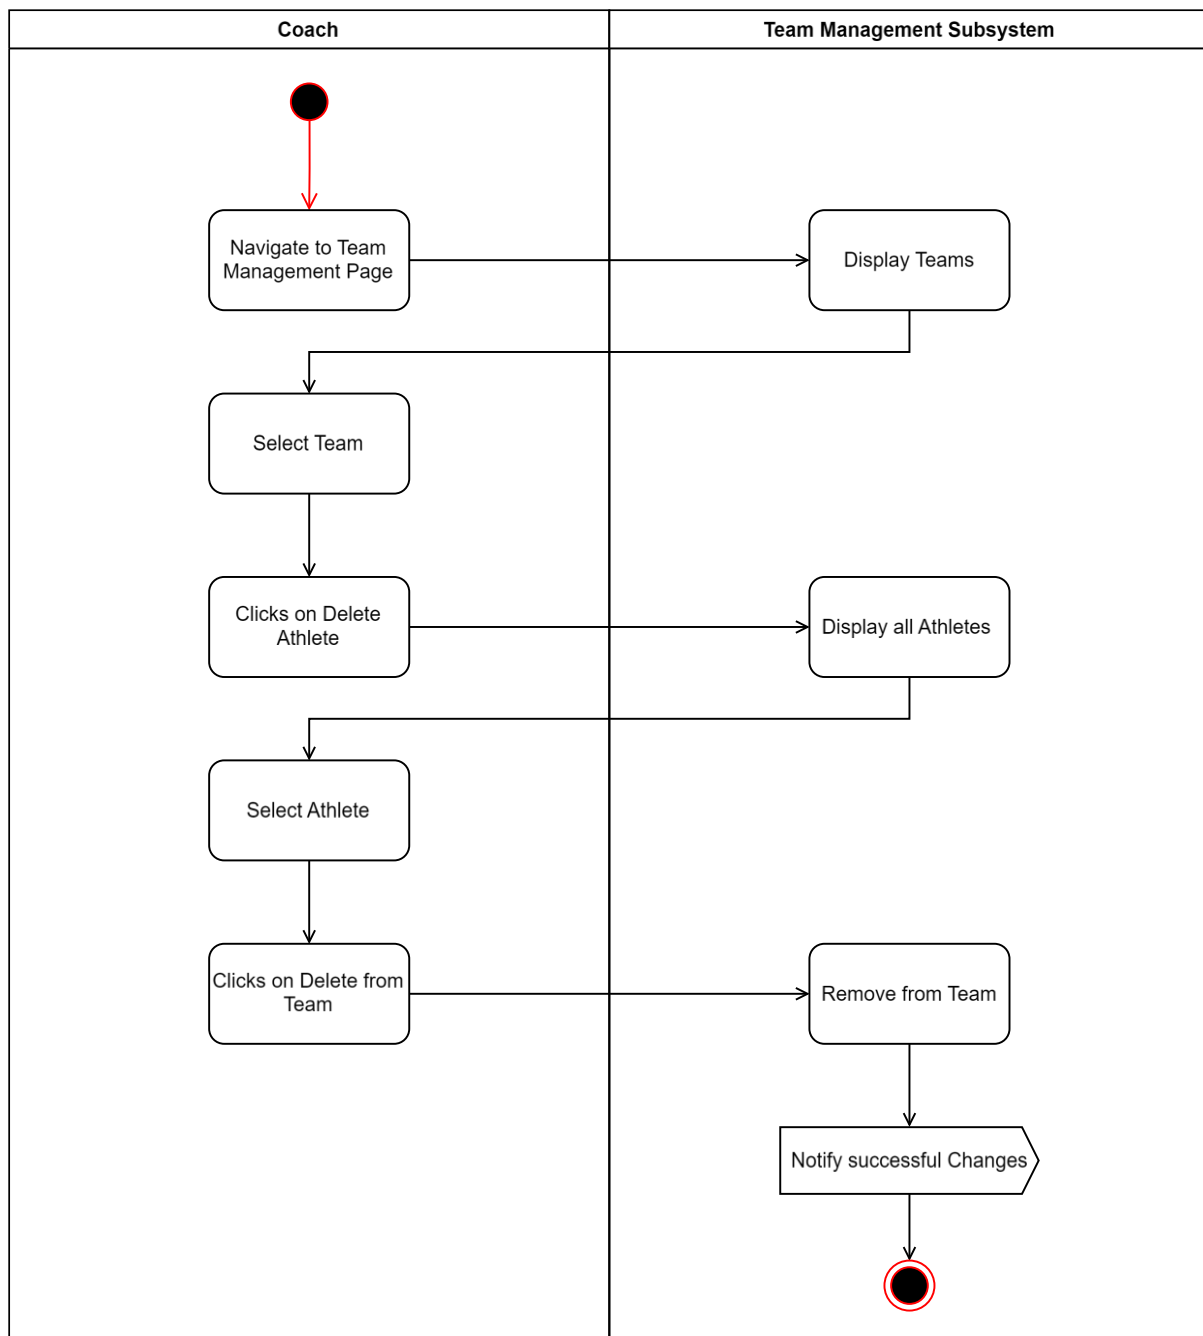 Coach
Team Management Subsystem
Navigate to Team
Management Page
Display Teams
Select Team
Clicks on Delete
Athlete
Display all Athletes
Select Athlete
Clicks on Delete from
Team
Remove from Team
Notify successful Changes